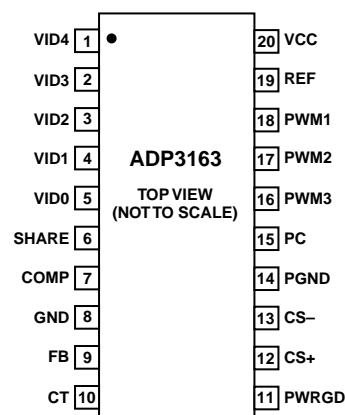 VID4 1 20 VCC
VID3 2 19 REF
VID2 3 18 PWM1
VID1 4 ADP3163 17 PWM2
VID0 5 TOP VIEW 16 PWM3
(NOT TO SCALE)
SHARE 6 15 PC
COMP 7 14 PGND
GND 8 13 CS–
FB 9 12 CS+
CT 10 11 PWRGD